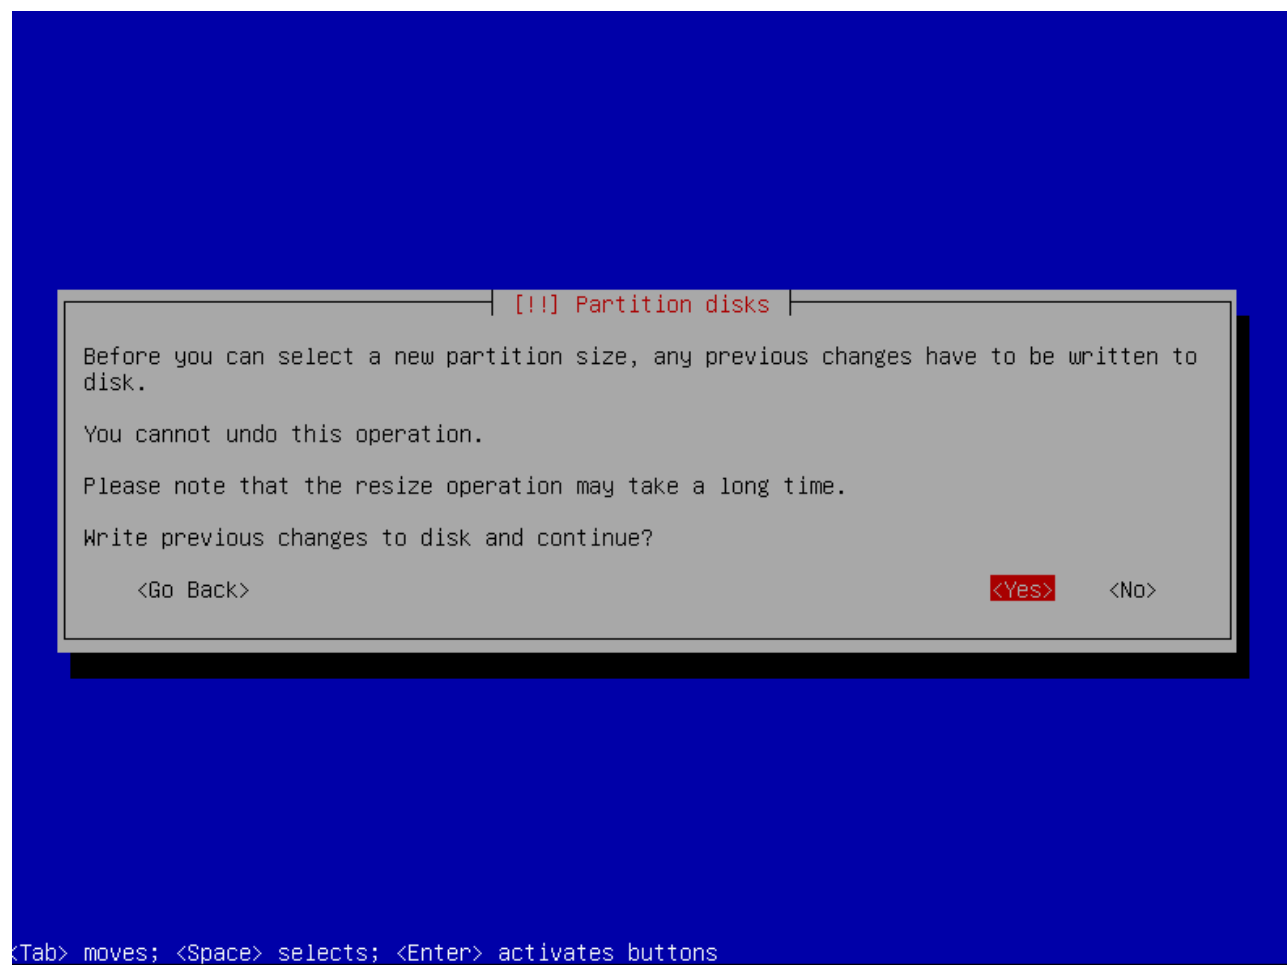 [!!] Partition disks
Before you can select a new partition size, any previous changes have to be written to
disk.
You cannot undo this operation.
Please note that the resize operation may take a long time.
Write previous changes to disk and continue?
<Go Back> <Yes> <No>
<Tab> moves; <Space> selects; <Enter> activates buttons